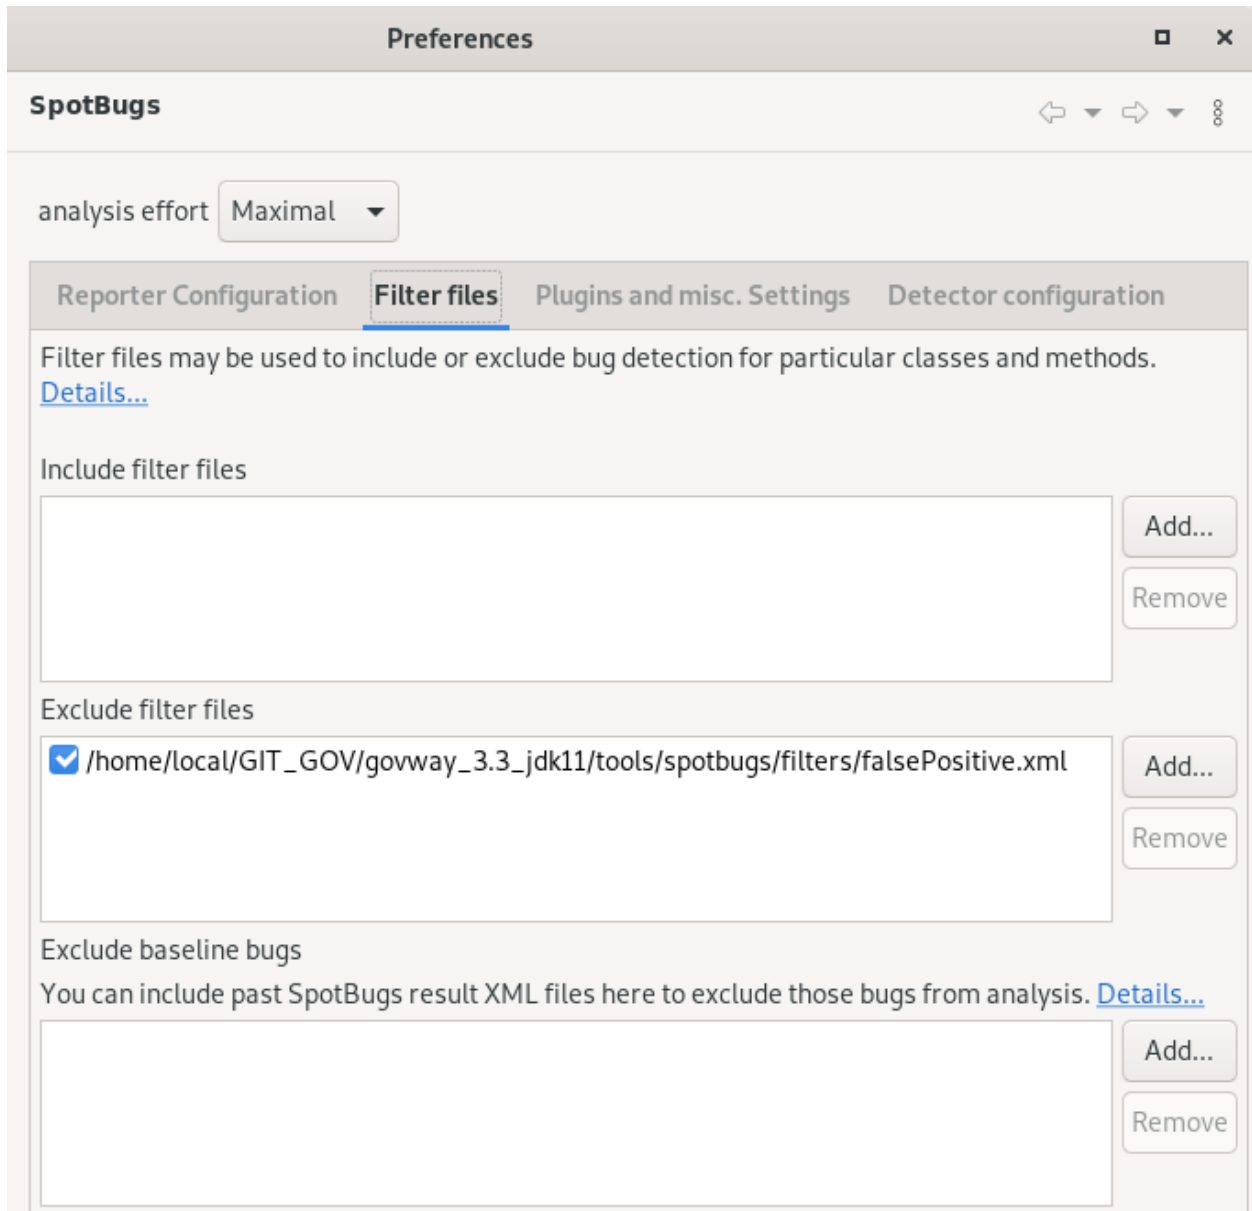 Preferences
SpotBugs
analysis effort Maximal
Reporter Configuration Filter files Plugins and misc. Settings Detector configuration
Filter files may be used to include or exclude bug detection for particular classes and methods.
Details...
Include filter files
Add...
Remove
Exclude filter files
/home/local/GIT_GOV/govway_3.3_jdk11/tools/spotbugs/filters/falsePositive.xml
Add...
Remove
Exclude baseline bugs
You can include past SpotBugs result XML files here to exclude those bugs from analysis. Details...
Add...
Remove